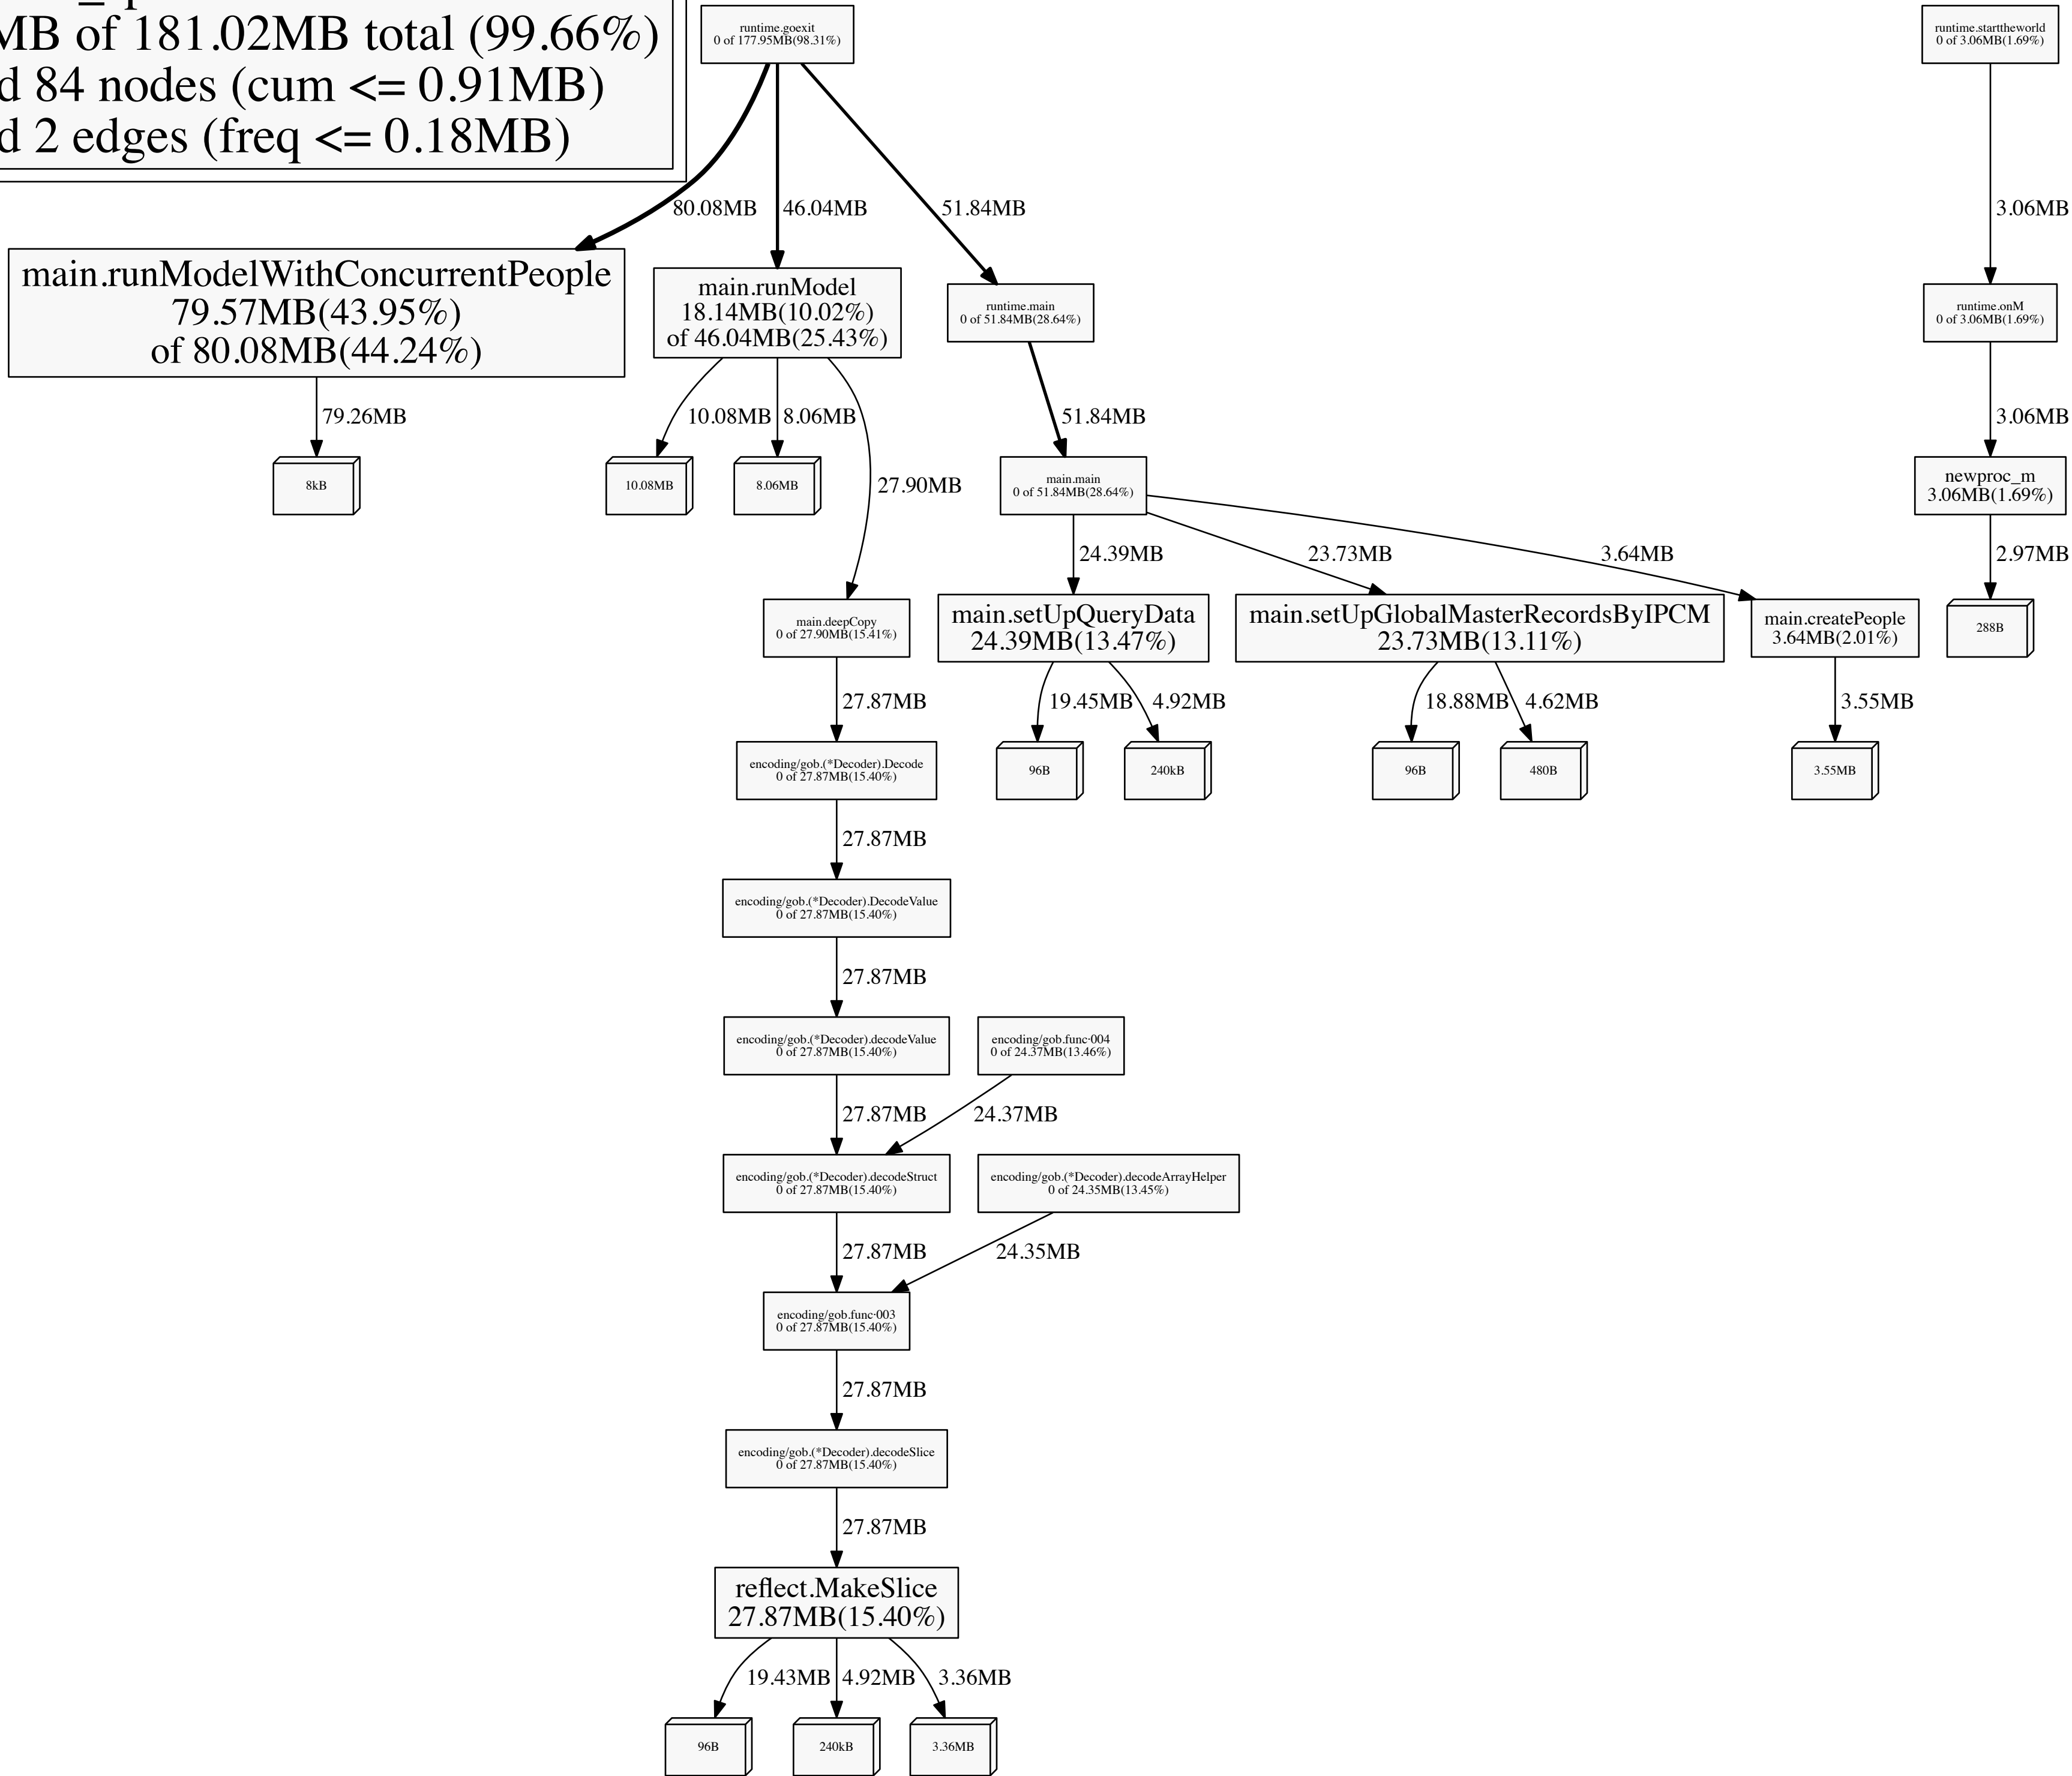 MB of 181.02MB total (99.66%)
d 84 nodes (cum <= 0.91MB)
d 2 edges (freq <= 0.18MB)
runtime.goexit
0 of 177.95MB(98.31%)
runtime.starttheworld
0 of 3.06MB(1.69%)
80.08MB
46.04MB
51.84MB
3.06MB
main.runModelWithConcurrentPeople
79.57MB(43.95%)
of 80.08MB(44.24%)
main.runModel
18.14MB(10.02%)
of 46.04MB(25.43%)
runtime.main
0 of 51.84MB(28.64%)
runtime.onM
0 of 3.06MB(1.69%)
79.26MB
10.08MB
8.06MB
51.84MB
3.06MB
8kB
10.08MB
8.06MB
27.90MB
main.main
0 of 51.84MB(28.64%)
newproc_m
3.06MB(1.69%)
24.39MB
23.73MB
3.64MB
2.97MB
main.deepCopy
0 of 27.90MB(15.41%)
main.setUpQueryData
24.39MB(13.47%)
main.setUpGlobalMasterRecordsByIPCM
23.73MB(13.11%)
main.createPeople
3.64MB(2.01%)
288B
27.87MB
19.45MB
4.92MB
18.88MB
4.62MB
3.55MB
encoding/gob.(*Decoder).Decode
0 of 27.87MB(15.40%)
96B
240kB
96B
480B
3.55MB
27.87MB
encoding/gob.(*Decoder).DecodeValue
0 of 27.87MB(15.40%)
27.87MB
encoding/gob.(*Decoder).decodeValue
0 of 27.87MB(15.40%)
encoding/gob.func·004
0 of 24.37MB(13.46%)
27.87MB
24.37MB
encoding/gob.(*Decoder).decodeStruct
0 of 27.87MB(15.40%)
encoding/gob.(*Decoder).decodeArrayHelper
0 of 24.35MB(13.45%)
27.87MB
24.35MB
encoding/gob.func·003
0 of 27.87MB(15.40%)
27.87MB
encoding/gob.(*Decoder).decodeSlice
0 of 27.87MB(15.40%)
27.87MB
reflect.MakeSlice
27.87MB(15.40%)
19.43MB
4.92MB
3.36MB
96B
240kB
3.36MB